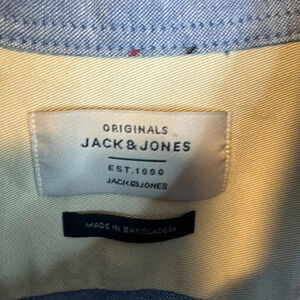 ORIGINALS
JACK & JONES
EST. 1990
JACK & JONES
MADE IN BANGLADESH